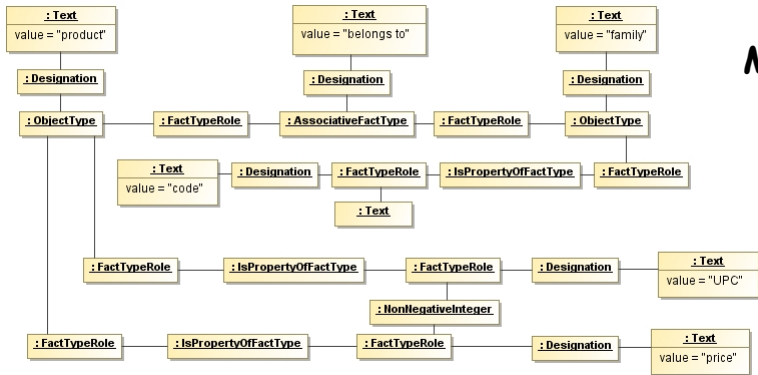 : Text
value = "product"
: Text
value = "belongs to"
: Text
value = "family"
: Designation
: Designation
: Designation
: ObjectType
: FactTypeRole
: AssociativeFactType
: FactTypeRole
: ObjectType
: Text
value = "code"
: Designation
: FactTypeRole
: IsPropertyOfFactType
: FactTypeRole
: Text
: FactTypeRole
: IsPropertyOfFactType
: FactTypeRole
: Designation
: Text
value = "UPC"
: NonNegativeInteger
: FactTypeRole
: IsPropertyOfFactType
: FactTypeRole
: Designation
: Text
value = "price"